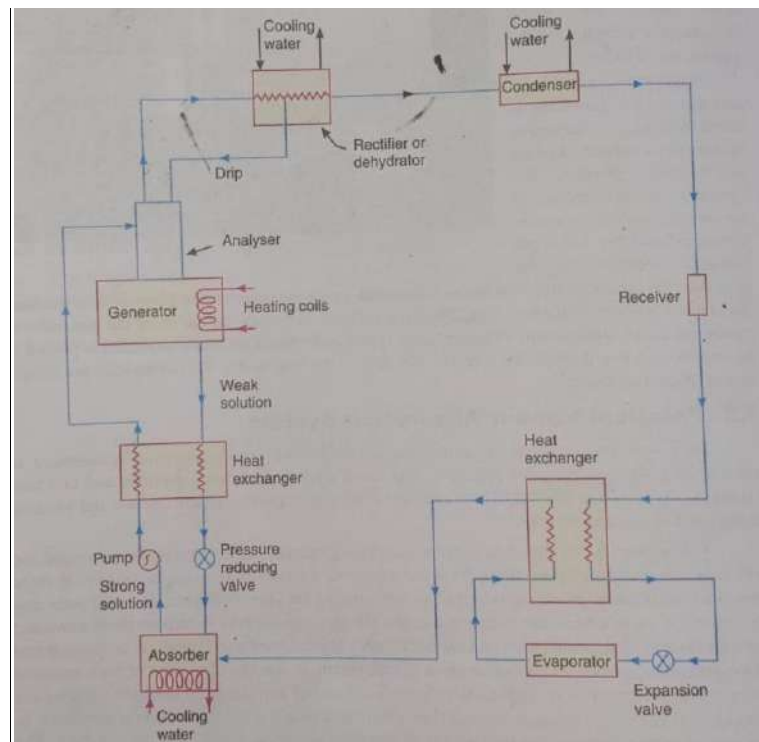 Cooling
water
Cooling
water
Condenser
Rectifier or
dehydrator
Drip
Analyser
Generator
Heating coils
Receiver
Weak
solution
Heat
exchanger
Heat
exchanger
Pump
Pressure
reducing
valve
Strong
solution
Absorber
Evaporator
Expansion
valve
Cooling
water